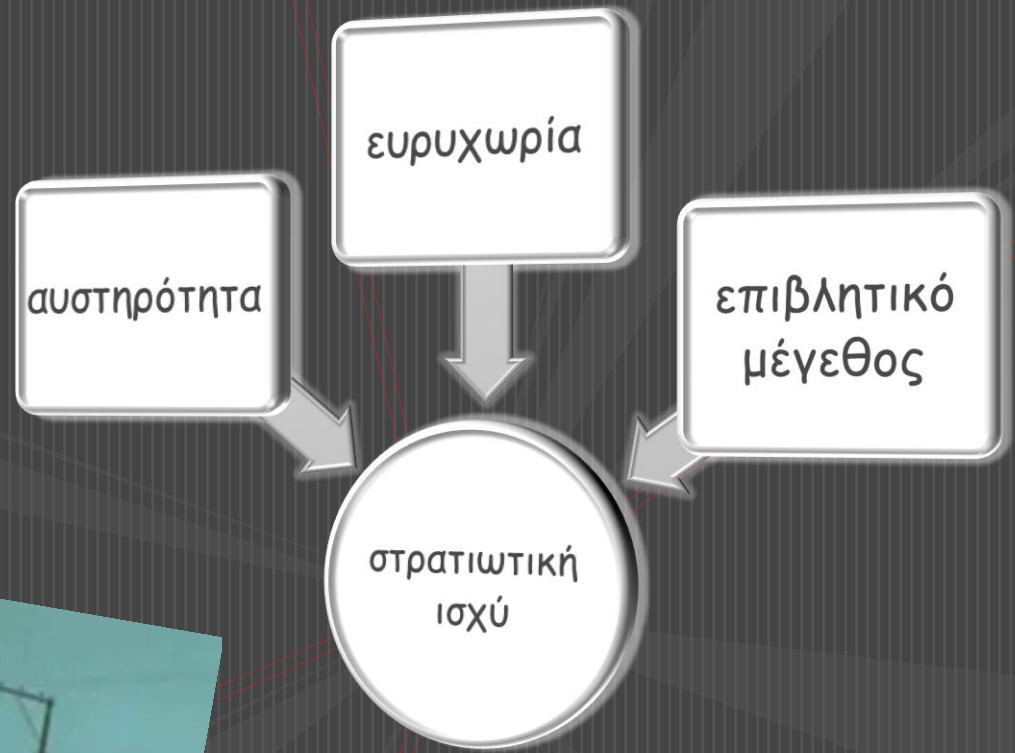 ευρυχωρία
αυστηρότητα
επιβλητικό
μέγεθος
στρατιωτική
ισχύ